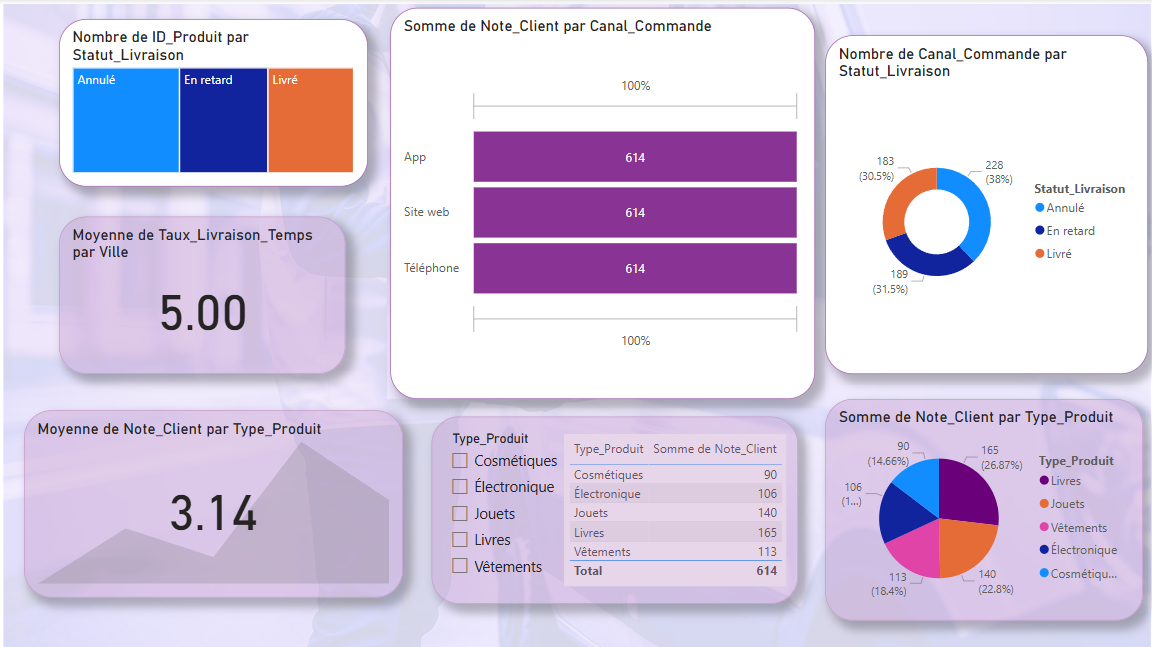 Nombre de ID_Produit par
Statut_Livraison
Annulé
En retard
Livré
Somme de Note_Client par Canal_Commande
100%
App
614
Site web
614
Téléphone
614
100%
Nombre de Canal_Commande par
Statut_Livraison
183
(30.5%)
228
(38%)
189
(31.5%)
Statut_Livraison
Annulé
En retard
Livré
Moyenne de Taux_Livraison_Temps
par Ville
5.00
Moyenne de Note_Client par Type_Produit
3.14
Type_Produit
Cosmétiques
Électronique
Jouets
Livres
Vêtements
Type_Produit Somme de Note_Client
Cosmétiques 90
Électronique 106
Jouets 140
Livres 165
Vêtements 113
Total 614
Somme de Note_Client par Type_Produit
90
(14.66%)
165
(26.87%)
106
(1...)
113
(18.4%)
140
(22.8%)
Type_Produit
Livres
Jouets
Vêtements
Électronique
Cosmétiqu...